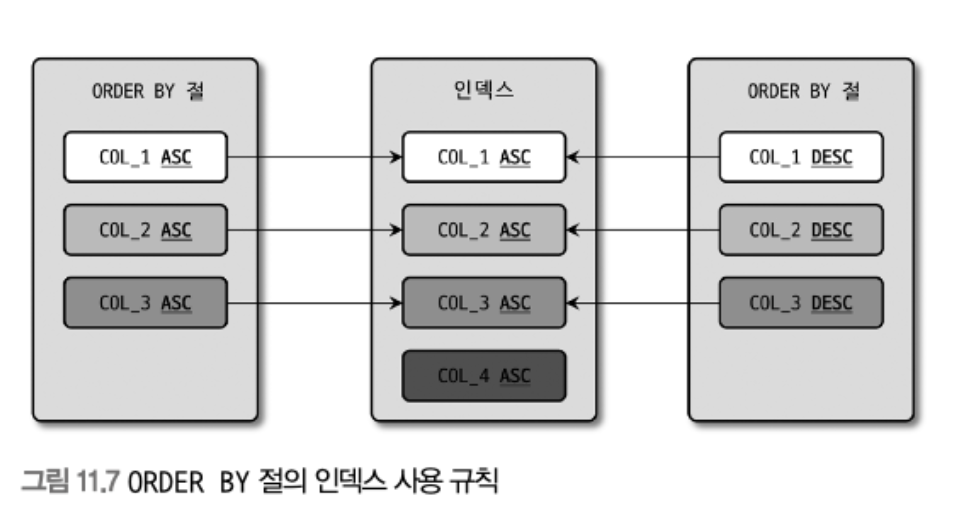 ORDER BY 절
인덱스
ORDER BY 절
COL_1 ASC
COL_1 ASC
COL_1 DESC
COL_2 ASC
COL_2 ASC
COL_2 DESC
COL_3 ASC
COL_3 ASC
COL_3 DESC
COL_4 ASC
그림 11.7 ORDER BY 절의 인덱스 사용 규칙